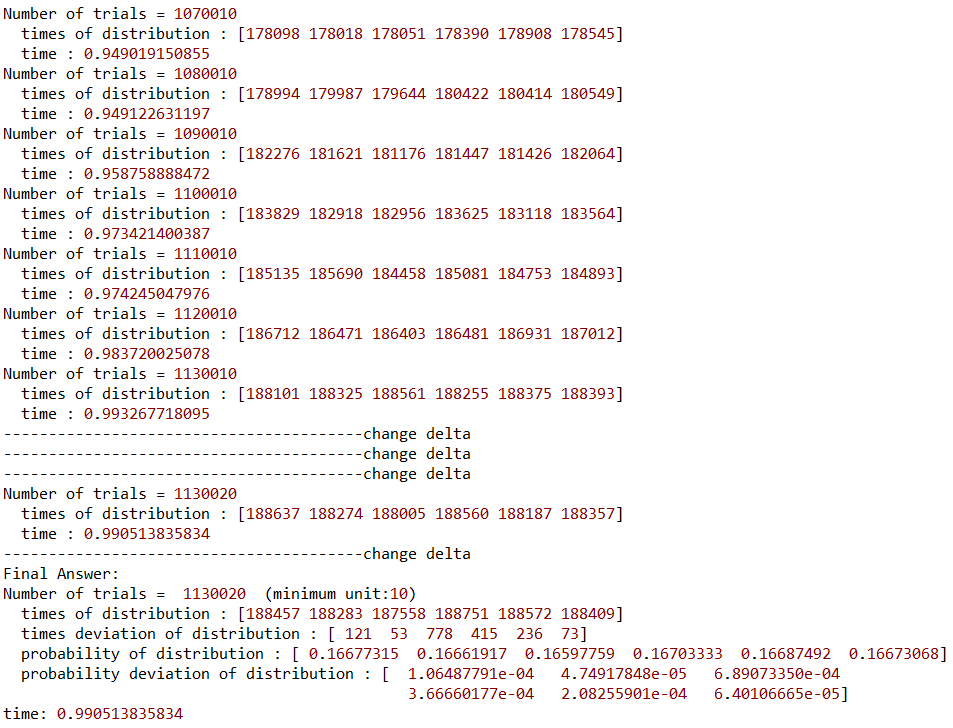 Number of trials = 1070010
times of distribution : [178098 178018 178051 178390 178908 178545]
time : 0.949019150855
Number of trials = 1080010
times of distribution : [178994 179987 179644 180422 180414 180549]
time : 0.949122631197
Number of trials = 1090010
times of distribution : [182276 181621 181176 181447 181426 182064]
time : 0.958758888472
Number of trials = 1100010
times of distribution : [183829 182918 182956 183625 183118 183564]
time : 0.973421400387
Number of trials = 1110010
times of distribution : [185135 185690 184458 185081 184753 184893]
time : 0.974245047976
Number of trials = 1120010
times of distribution : [186712 186471 186403 186481 186931 187012]
time : 0.983720025078
Number of trials = 1130010
times of distribution : [188101 188325 188561 188255 188375 188393]
time : 0.993267718095
----------------------------------------change delta
----------------------------------------change delta
----------------------------------------change delta
Number of trials = 1130020
times of distribution : [188637 188274 188005 188560 188187 188357]
time : 0.990513835834
----------------------------------------change delta
Final Answer:
Number of trials =  1130020  (minimum unit:10)
times of distribution : [188457 188283 187558 188751 188572 188409]
times deviation of distribution : [ 121  53  778  415  236  73]
probability of distribution : [ 0.16677315  0.16661917  0.16597759  0.16703333  0.16687492  0.16673068]
probability deviation of distribution : [  1.06487791e-04   4.74917848e-05   6.89073350e-04
3.66660177e-04   2.08255901e-04   6.40106665e-05]
time: 0.990513835834